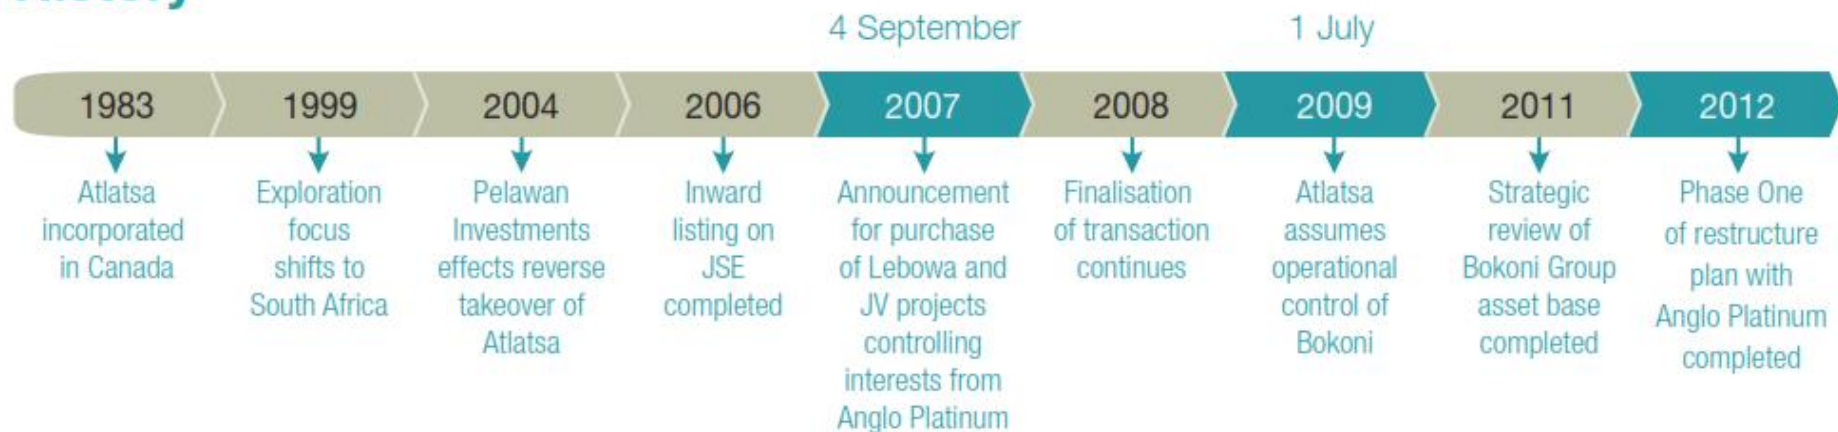 4 September
1 July
1983
1999
2004
2006
2007
2008
2009
2011
2012
Atlatsa
incorporated
in Canada
Exploration
focus
shifts to
South Africa
Pelawan
Investments
effects reverse
takeover of
Atlatsa
Inward
listing on
JSE
completed
Announcement
for purchase
of Lebowa and
JV projects
controlling
interests from
Anglo Platinum
Finalisation
of transaction
continues
Atlatsa
assumes
operational
control of
Bokoni
Strategic
review of
Bokoni Group
asset base
completed
Phase One
of restructure
plan with
Anglo Platinum
completed